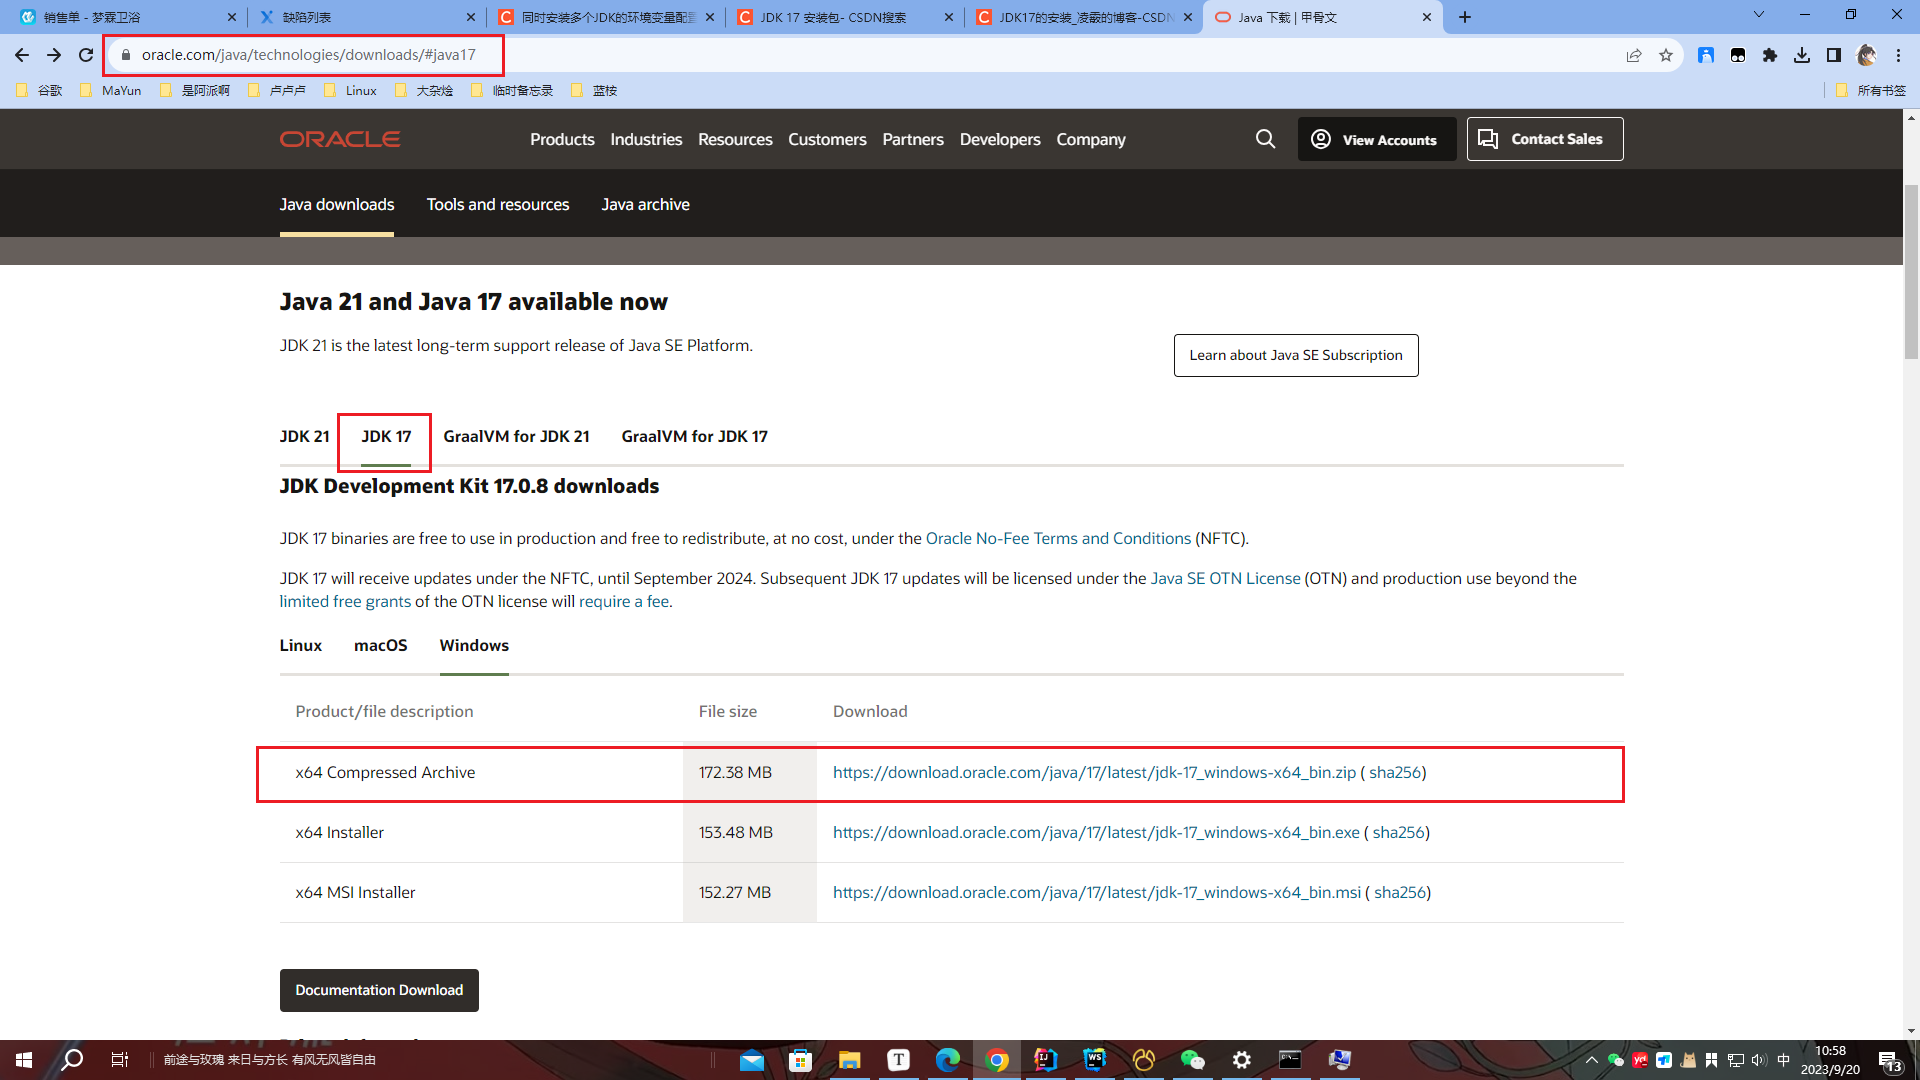 销售单 - 梦霖卫浴
缺陷列表
同时安装多个JDK的环境变量配置
JDK 17 安装包- CSDN搜索
JDK17的安装_凌霰的博客-CSDN
Java 下载 | 甲骨文
oracle.com/java/technologies/downloads/#java17
谷歌
MaYun
是阿派啊
卢卢卢
Linux
大杂烩
临时备忘录
蓝桉
所有书签
ORACLE
Products
Industries
Resources
Customers
Partners
Developers
Company
View Accounts
Contact Sales
Java downloads
Tools and resources
Java archive
Java 21 and Java 17 available now
JDK 21 is the latest long-term support release of Java SE Platform.
Learn about Java SE Subscription
JDK 21
JDK 17
GraalVM for JDK 21
GraalVM for JDK 17
JDK Development Kit 17.0.8 downloads
JDK 17 binaries are free to use in production and free to redistribute, at no cost, under the Oracle No-Fee Terms and Conditions (NFTC).
JDK 17 will receive updates under the NFTC, until September 2024. Subsequent JDK 17 updates will be licensed under the Java SE OTN License (OTN) and production use beyond the
limited free grants of the OTN license will require a fee.
Linux
macOS
Windows
Product/file description
File size
Download
x64 Compressed Archive
172.38 MB
https://download.oracle.com/java/17/latest/jdk-17_windows-x64_bin.zip ( sha256)
x64 Installer
153.48 MB
https://download.oracle.com/java/17/latest/jdk-17_windows-x64_bin.exe ( sha256)
x64 MSI Installer
152.27 MB
https://download.oracle.com/java/17/latest/jdk-17_windows-x64_bin.msi ( sha256)
Documentation Download
前途与玫瑰 来日与方长 有风无风皆自由
中
10:58
2023/9/20
13